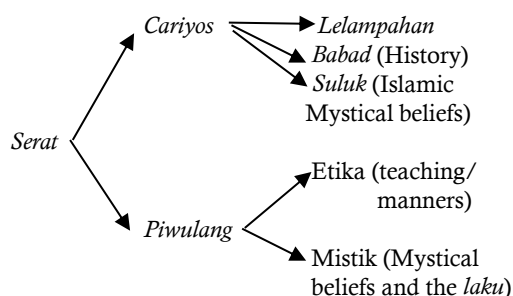 Cariyos
Lelampahan
Babad (History)
Suluk (Islamic
Mystical beliefs)
Serat
Piwulang
Etika (teaching/
manners)
Mistik (Mystical
beliefs and the laku)